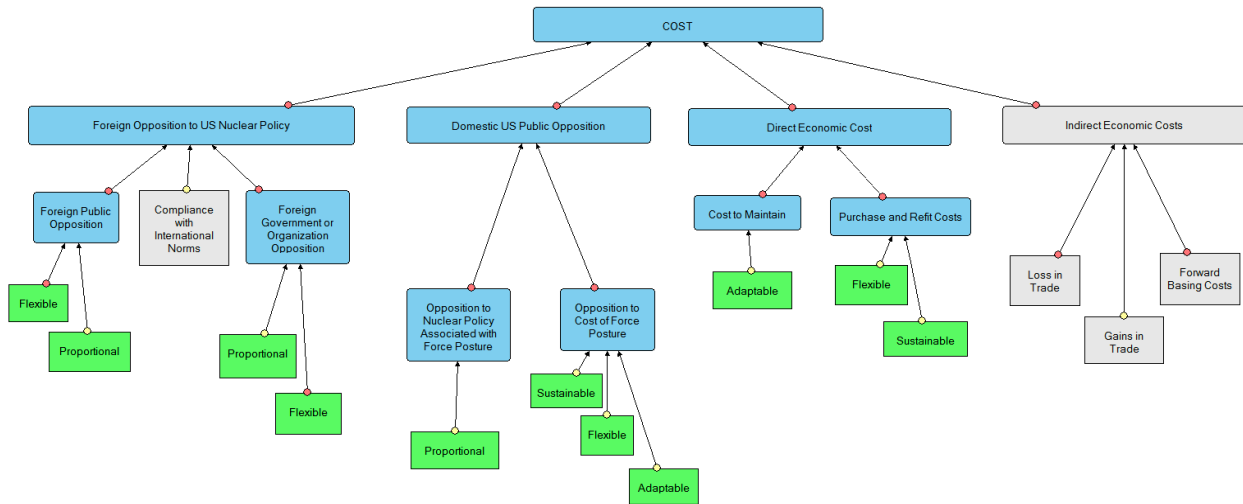 COST
Foreign Opposition to US Nuclear Policy
Domestic US Public Opposition
Direct Economic Cost
Indirect Economic Costs
Foreign Public
Opposition
Compliance
with
International
Norms
Foreign
Government or
Organization
Opposition
Cost to Maintain
Purchase and Refit Costs
Flexible
Proportional
Proportional
Flexible
Opposition to
Nuclear Policy
Associated with
Force Posture
Opposition to
Cost of Force
Posture
Adaptable
Flexible
Sustainable
Loss in
Trade
Gains in
Trade
Forward
Basing Costs
Proportional
Sustainable
Flexible
Adaptable